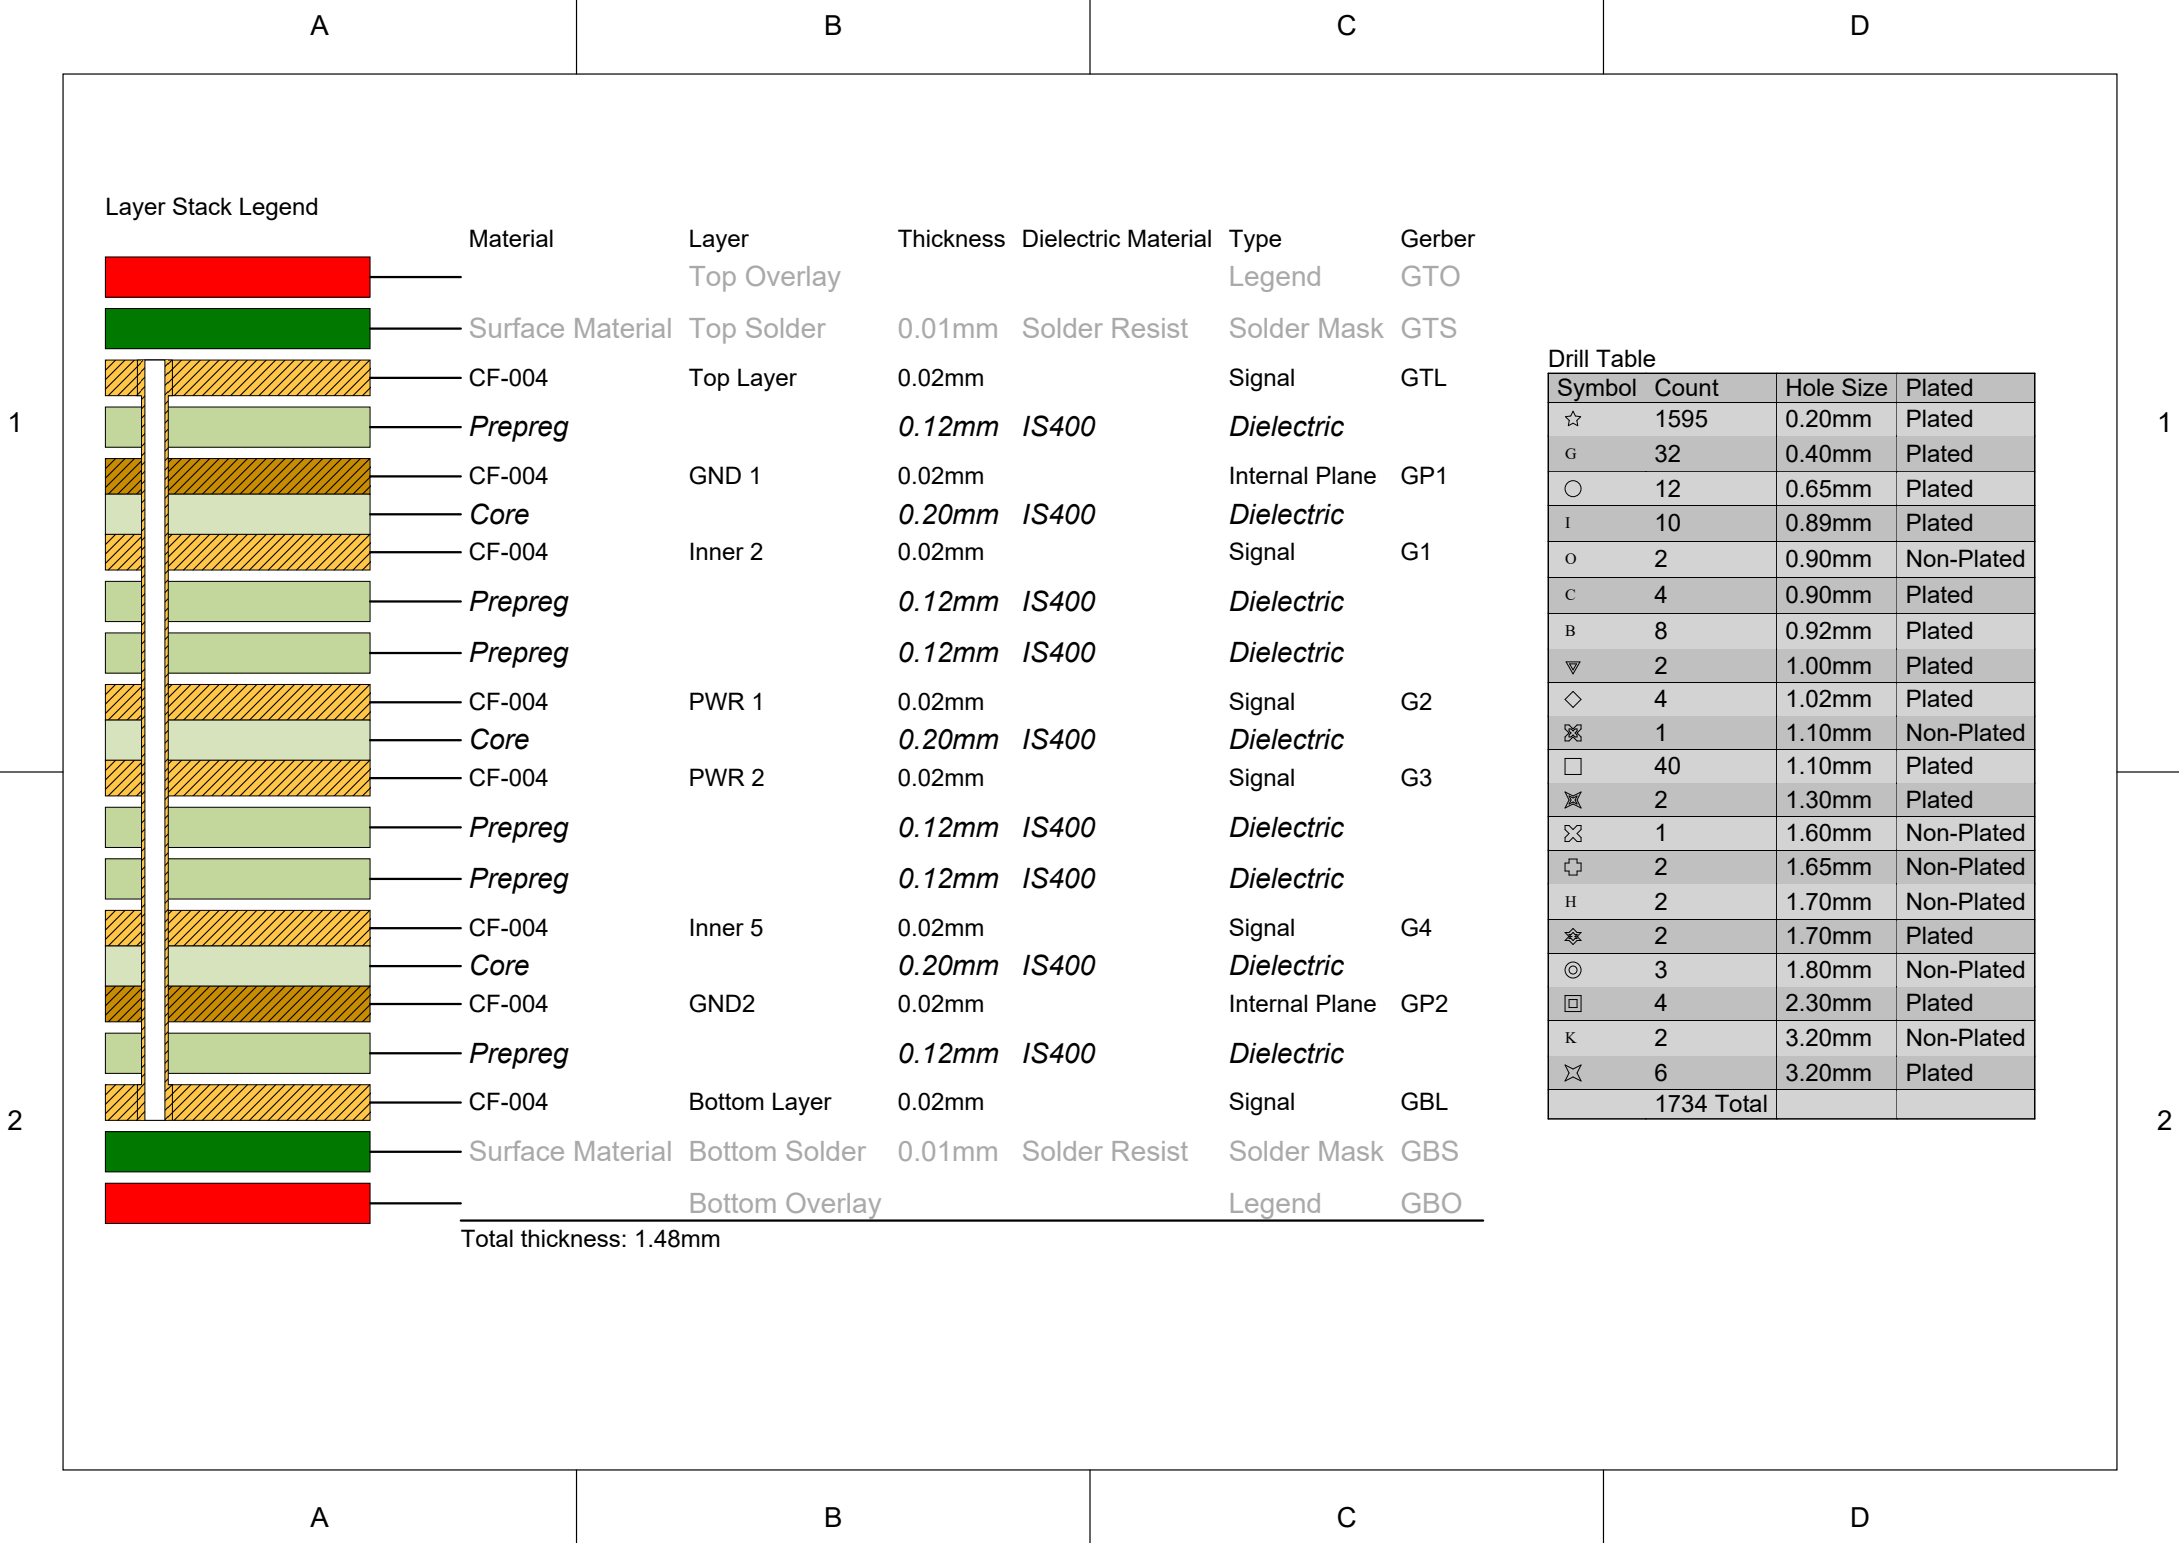 A B C D
Layer Stack Legend
Material Layer Thickness Dielectric Material Type Gerber
Top Overlay Legend GTO
Surface Material Top Solder 0.01mm Solder Resist Solder Mask GTS
CF-004 Top Layer 0.02mm Signal GTL
Prepreg 0.12mm IS400 Dielectric
CF-004 GND 1 0.02mm Internal Plane GP1
Core 0.20mm IS400 Dielectric
CF-004 Inner 2 0.02mm Signal G1
Prepreg 0.12mm IS400 Dielectric
Prepreg 0.12mm IS400 Dielectric
CF-004 PWR 1 0.02mm Signal G2
Core 0.20mm IS400 Dielectric
CF-004 PWR 2 0.02mm Signal G3
Prepreg 0.12mm IS400 Dielectric
Prepreg 0.12mm IS400 Dielectric
CF-004 Inner 5 0.02mm Signal G4
Core 0.20mm IS400 Dielectric
CF-004 GND2 0.02mm Internal Plane GP2
Prepreg 0.12mm IS400 Dielectric
CF-004 Bottom Layer 0.02mm Signal GBL
Surface Material Bottom Solder 0.01mm Solder Resist Solder Mask GBS
Bottom Overlay Legend GBO
Total thickness: 1.48mm
Drill Table
Symbol Count Hole Size Plated
1595 0.20mm Plated
G 32 0.40mm Plated
12 0.65mm Plated
I 10 0.89mm Plated
O 2 0.90mm Non-Plated
C 4 0.90mm Plated
B 8 0.92mm Plated
2 1.00mm Plated
4 1.02mm Plated
1 1.10mm Non-Plated
40 1.10mm Plated
2 1.30mm Plated
1 1.60mm Non-Plated
2 1.65mm Non-Plated
H 2 1.70mm Non-Plated
2 1.70mm Plated
3 1.80mm Non-Plated
4 2.30mm Plated
K 2 3.20mm Non-Plated
6 3.20mm Plated
1734 Total
1 1
2 2
A B C D